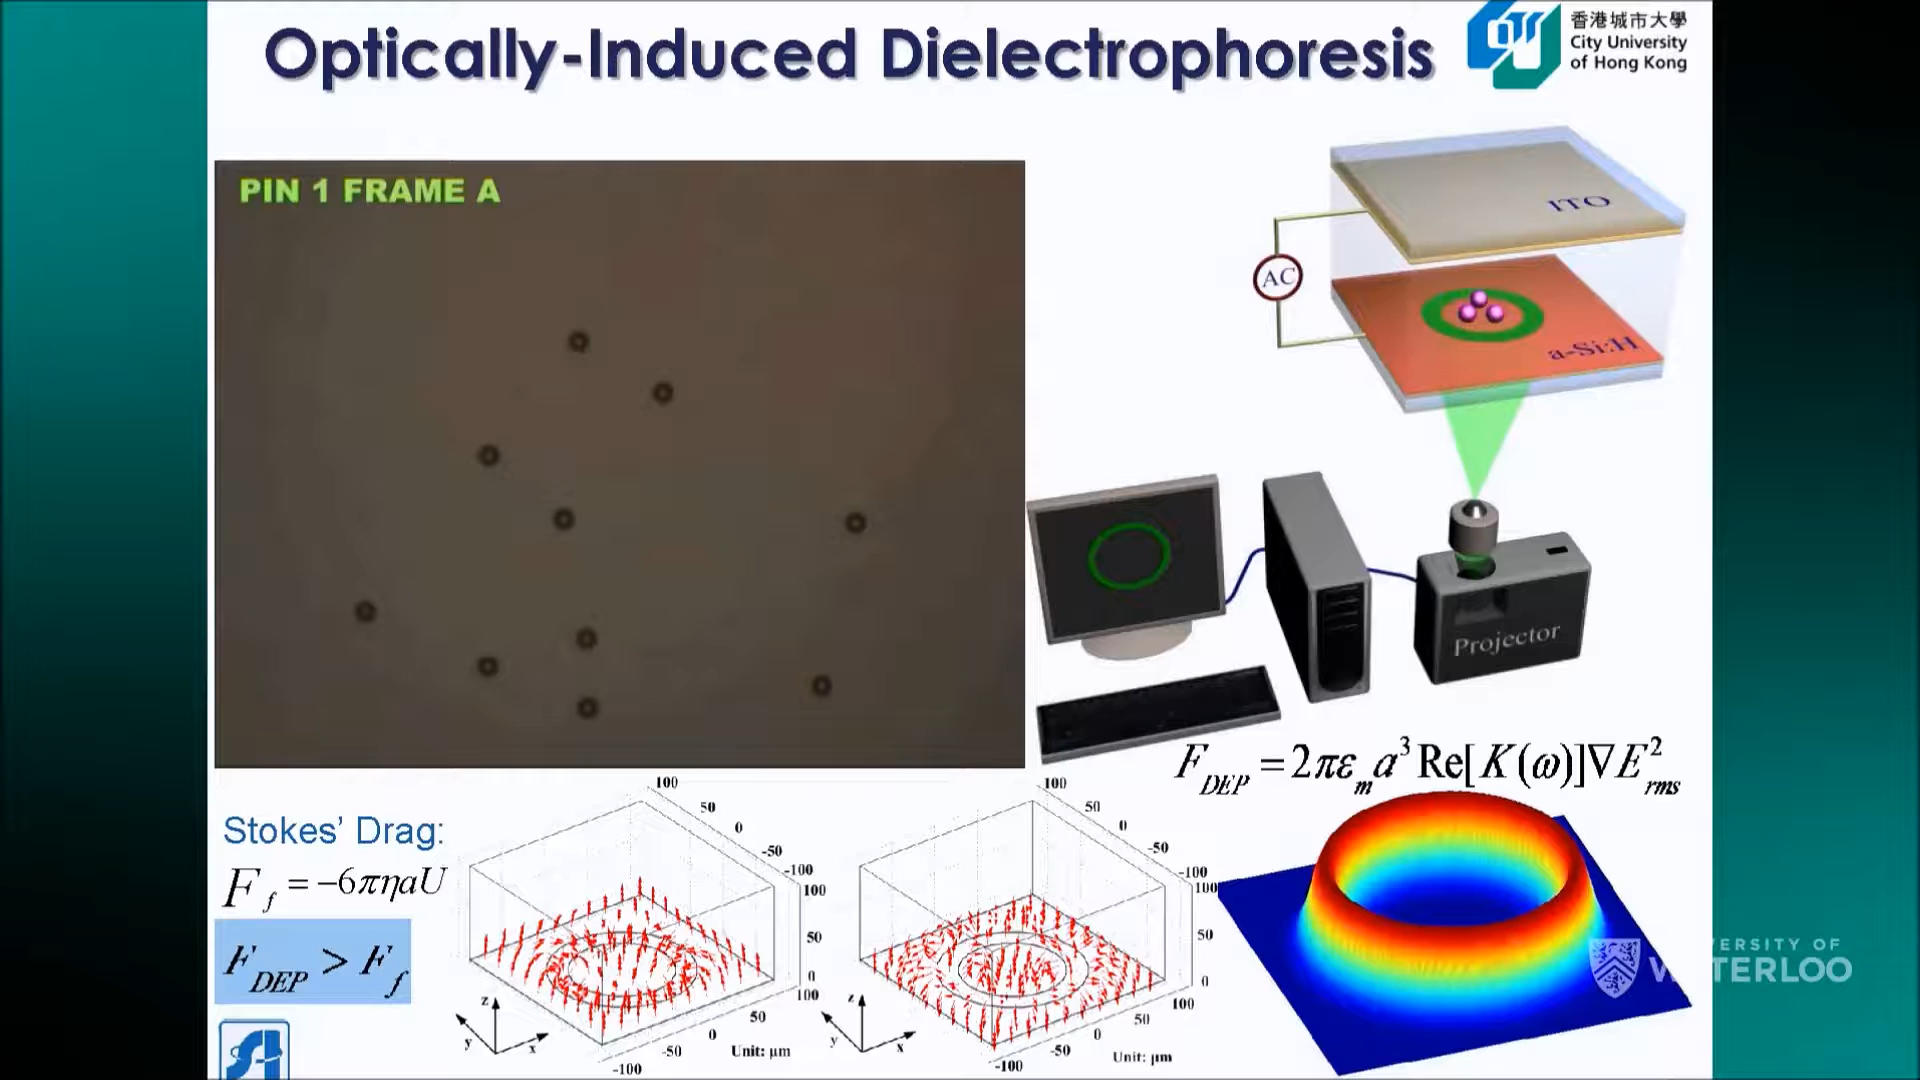 Optically-Induced Dielectrophoresis
香港城市大學
City University
of Hong Kong
PIN 1 FRAME A
ITO
AC
a-Si:H
Projector
F_DEP = 2πε_m a³ Re[K(ω)]∇E²_rms
Stokes' Drag:
F_f = −6πηaU
F_DEP > F_f
100
50
0
-50
-100
100
50
0
100
50
0
-50
-100
Unit: μm
z
y
x
100
50
0
-50
-100
100
50
0
100
50
0
-50
-100
Unit: μm
z
y
x
VERSITY OF
WATERLOO